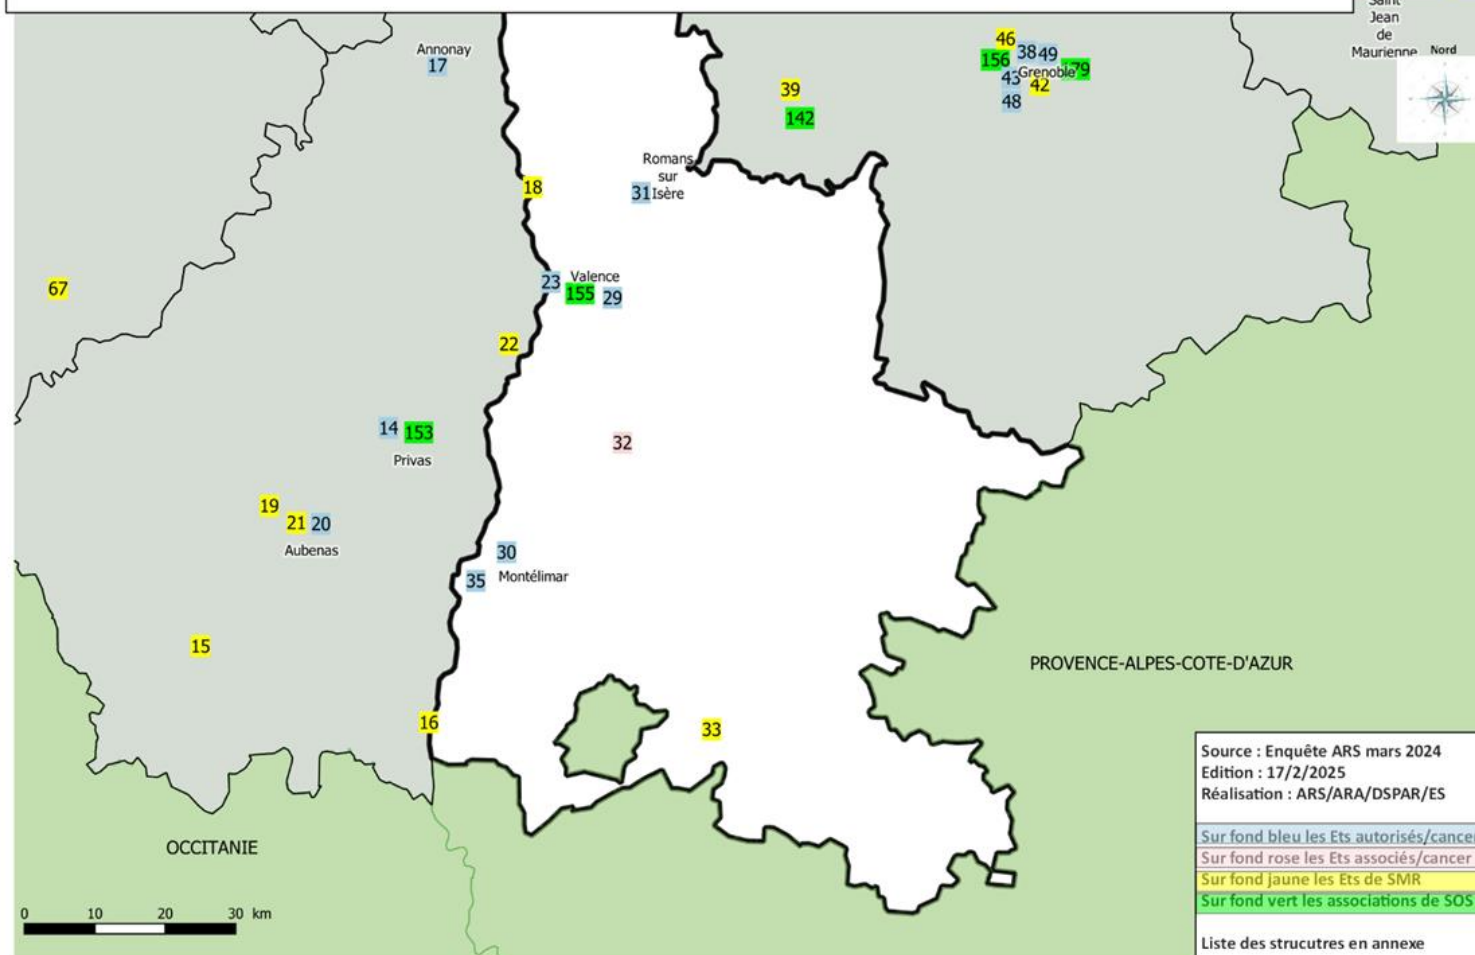 Saint
Jean
de
Maurienne
Nord
46
Annonay
17
38
49
156
Grenoble
179
43
42
39
48
142
Romans
sur
Isère
18
31
67
Valence
23
155
29
22
14
153
32
Privas
19
21
20
Aubenas
30
35
Montélimar
15
PROVENCE-ALPES-COTE-D'AZUR
16
33
OCCITANIE
0 10 20 30 km
Source : Enquête ARS mars 2024
Edition : 17/2/2025
Réalisation : ARS/ARA/DSPAR/ES
Sur fond bleu les Ets autorisés/cancer
Sur fond rose les Ets associés/cancer
Sur fond jaune les Ets de SMR
Sur fond vert les associations de SOS
Liste des strucutres en annexe